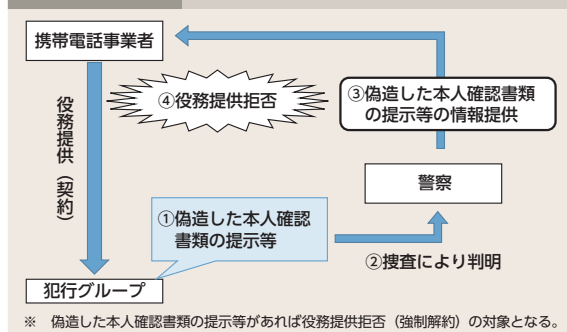 携帯電話事業者
④役務提供拒否
③偽造した本人確認書類
の提示等の情報提供
役務提供（契約）
警察
①偽造した本人確認
書類の提示等
②捜査により判明
犯行グループ
※　偽造した本人確認書類の提示等があれば役務提供拒否（強制解約）の対象となる。